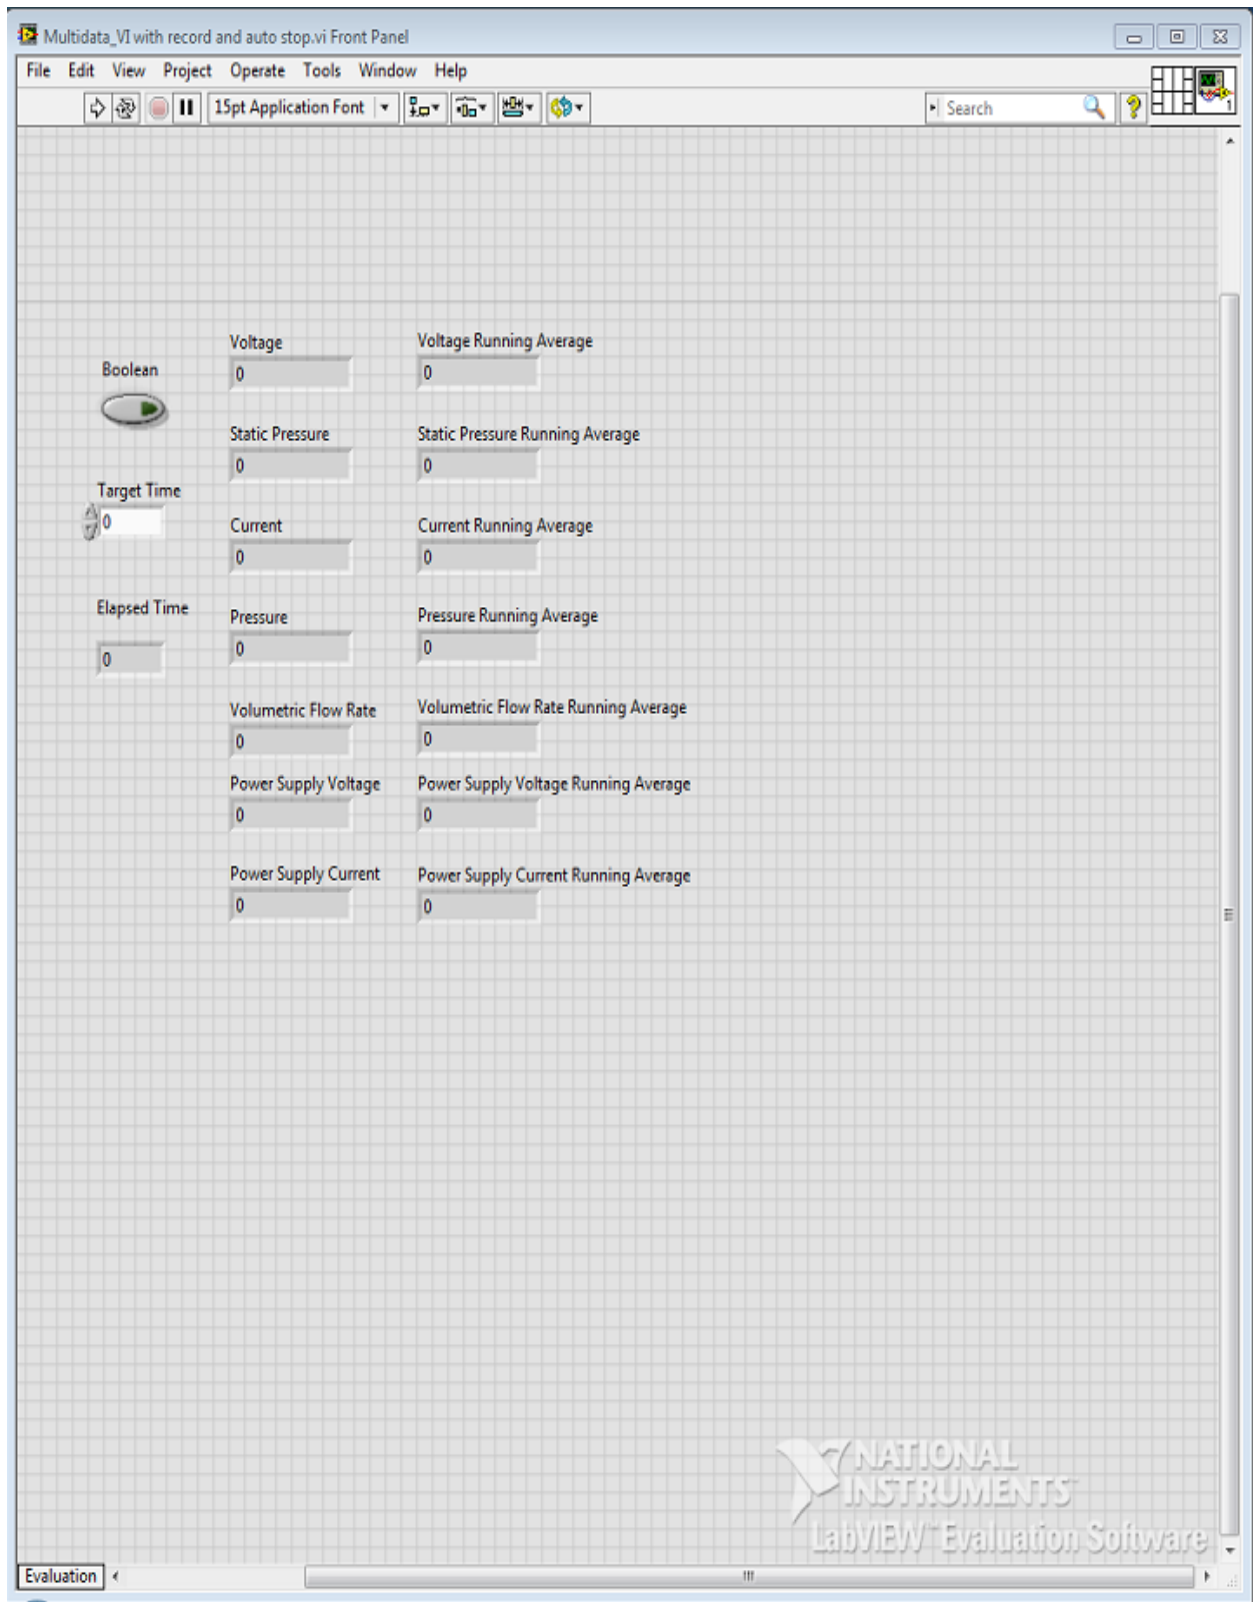 Multidata_VI with record and auto stop.vi Front Panel
File Edit View Project Operate Tools Window Help
15pt Application Font
Search
1
Voltage Voltage Running Average
Boolean
0 0
Static Pressure Static Pressure Running Average
0 0
Target Time
0
Current Current Running Average
0 0
Elapsed Time
Pressure Pressure Running Average
0 0
0
Volumetric Flow Rate Volumetric Flow Rate Running Average
0 0
Power Supply Voltage Power Supply Voltage Running Average
0 0
Power Supply Current Power Supply Current Running Average
0 0
NATIONAL
INSTRUMENTS™
LabVIEW™ Evaluation Software
Evaluation